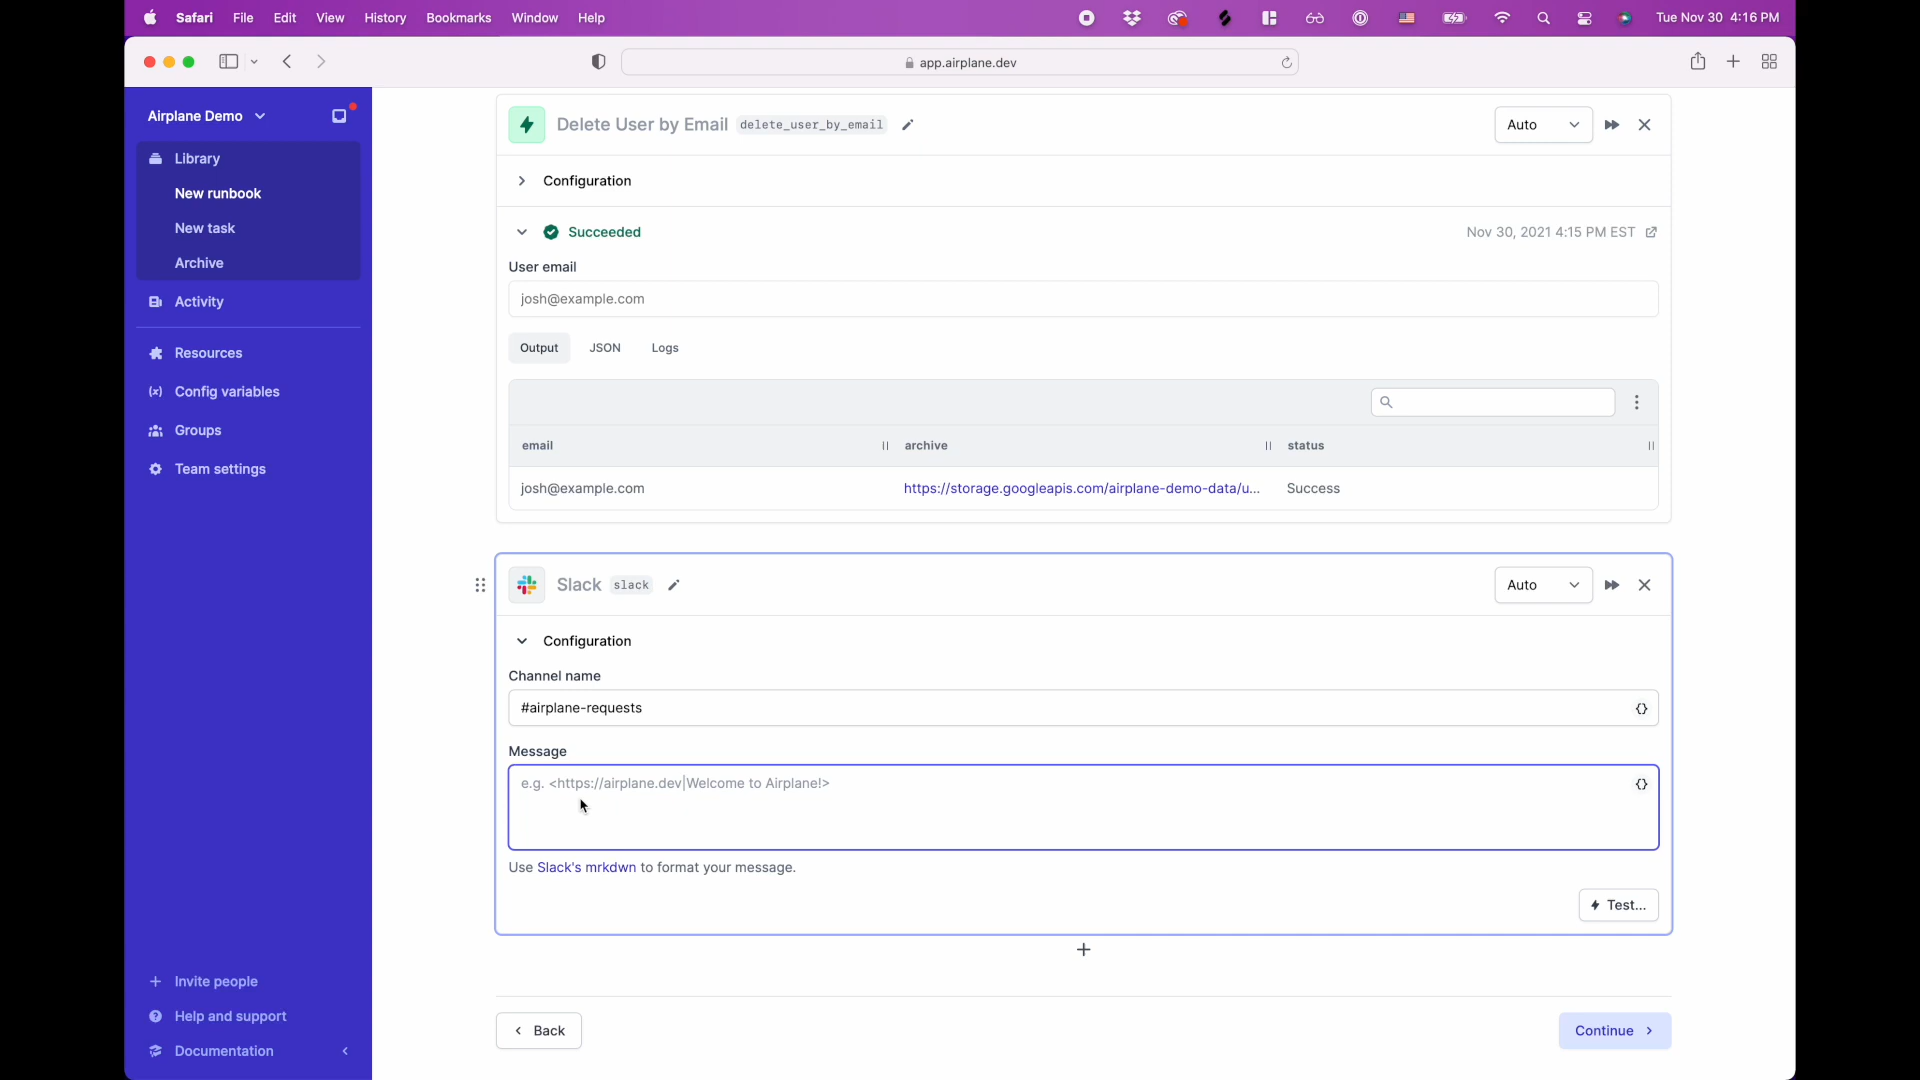 Safari File Edit View History Bookmarks Window Help Tue Nov 30 4:16 PM
app.airplane.dev
Airplane Demo
Library
New runbook
New task
Archive
Activity
Resources
Config variables
Groups
Team settings
Invite people
Help and support
Documentation
Delete User by Email delete_user_by_email Auto
Configuration
Succeeded Nov 30, 2021 4:15 PM EST
User email
josh@example.com
Output JSON Logs
email archive status
josh@example.com https://storage.googleapis.com/airplane-demo-data/u... Success
Slack slack Auto
Configuration
Channel name
#airplane-requests {}
Message
e.g. <https://airplane.dev|Welcome to Airplane!> {}
Use Slack's mrkdwn to format your message.
Test...
+
Back Continue